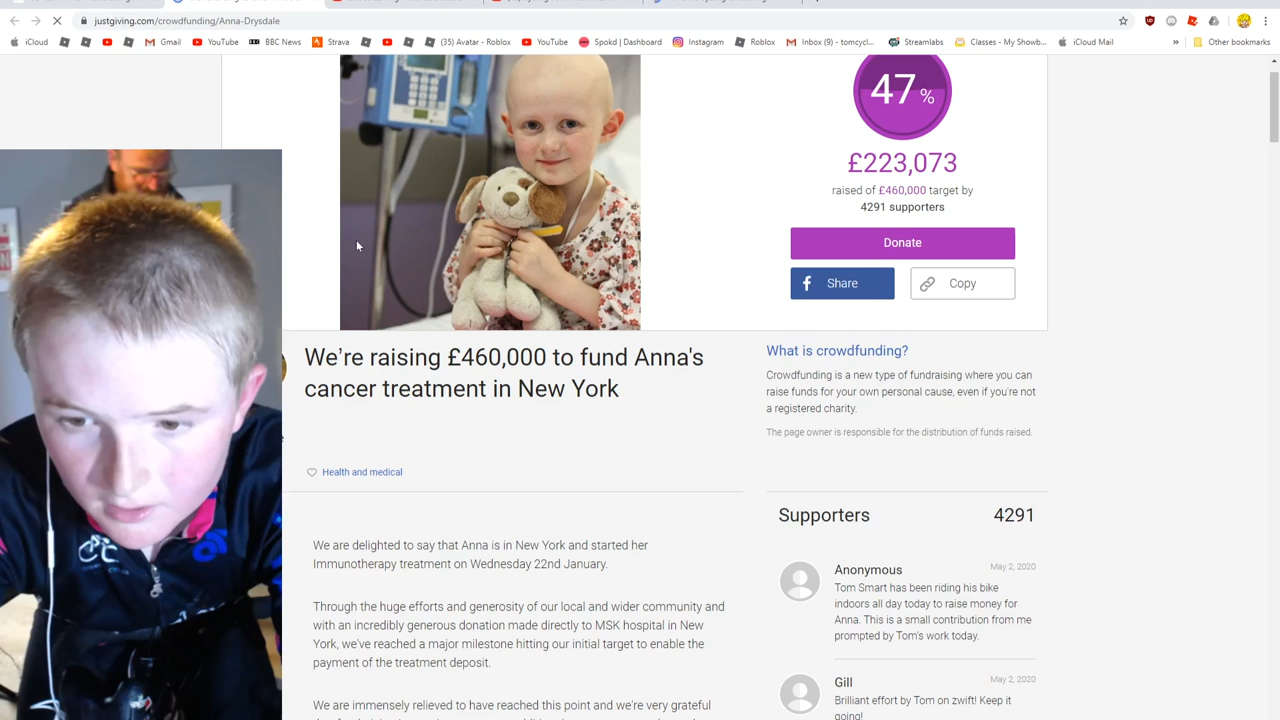 justgiving.com/crowdfunding/Anna-Drysdale
iCloud
Gmail
YouTube
BBC News
Strava
(35) Avatar - Roblox
YouTube
Spokd | Dashboard
Instagram
Roblox
Inbox (9) - tomcycl...
Streamlabs
Classes - My Showb...
iCloud Mail
»
Other bookmarks
47 %
£223,073
raised of £460,000 target by
4291 supporters
Donate
Share
Copy
We're raising £460,000 to fund Anna's
cancer treatment in New York
Health and medical
We are delighted to say that Anna is in New York and started her
Immunotherapy treatment on Wednesday 22nd January.
Through the huge efforts and generosity of our local and wider community and
with an incredibly generous donation made directly to MSK hospital in New
York, we've reached a major milestone hitting our initial target to enable the
payment of the treatment deposit.
We are immensely relieved to have reached this point and we're very grateful
What is crowdfunding?
Crowdfunding is a new type of fundraising where you can
raise funds for your own personal cause, even if you're not
a registered charity.
The page owner is responsible for the distribution of funds raised.
Supporters 4291
Anonymous May 2, 2020
Tom Smart has been riding his bike
indoors all day today to raise money for
Anna. This is a small contribution from me
prompted by Tom's work today.
Gill May 2, 2020
Brilliant effort by Tom on zwift! Keep it
going!